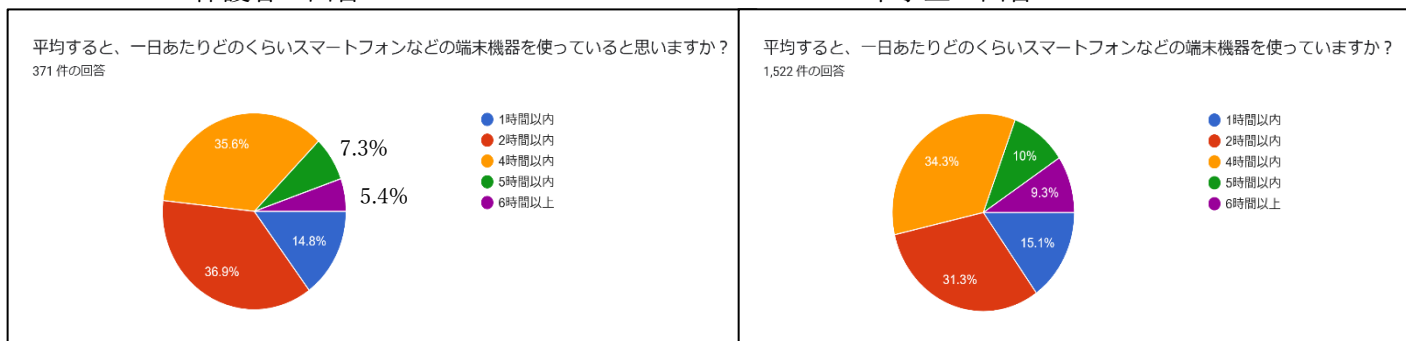 平均すると、一日あたりどのくらいスマートフォンなどの端末機器を使っていると思いますか？
371 件の回答
35.6%
7.3%
5.4%
14.8%
36.9%
1時間以内
2時間以内
4時間以内
5時間以内
6時間以上
平均すると、一日あたりどのくらいスマートフォンなどの端末機器を使っていますか？
1,522 件の回答
34.3%
10%
9.3%
15.1%
31.3%
1時間以内
2時間以内
4時間以内
5時間以内
6時間以上